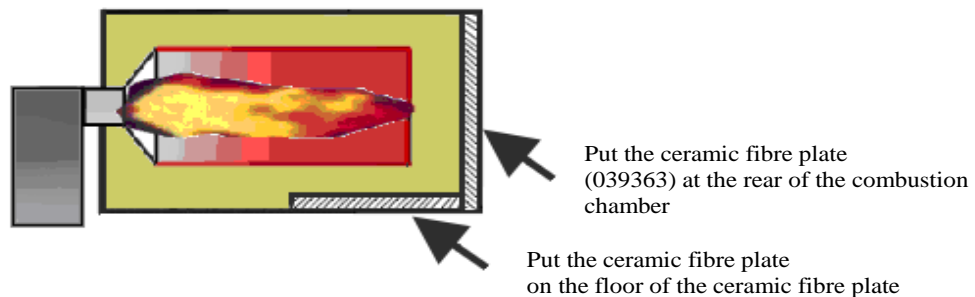 Put the ceramic fibre plate
(039363) at the rear of the combustion
chamber
Put the ceramic fibre plate
on the floor of the ceramic fibre plate